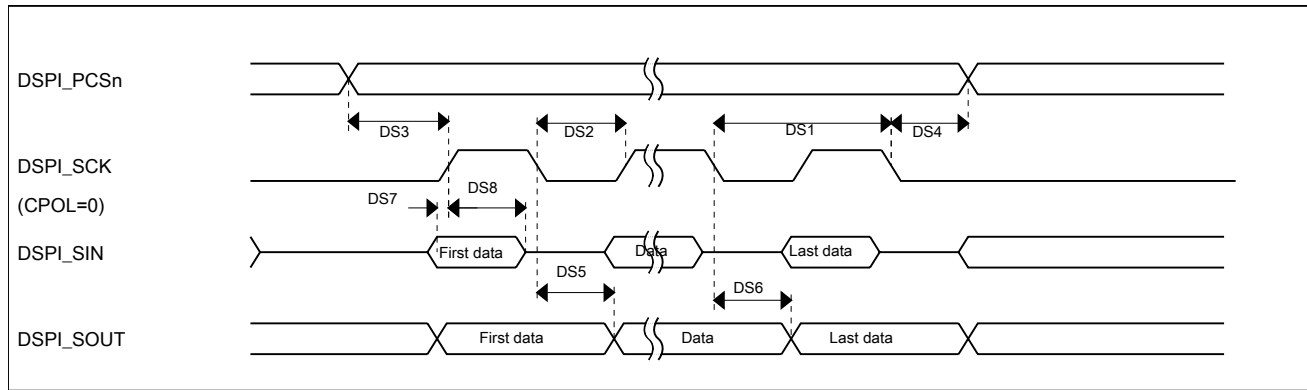 DSPI_PCSn
DS3
DS2
DS1
DS4
DSPI_SCK
(CPOL=0)
DS7
DS8
DSPI_SIN
First data
Data
Last data
DS5
DS6
DSPI_SOUT
First data
Data
Last data